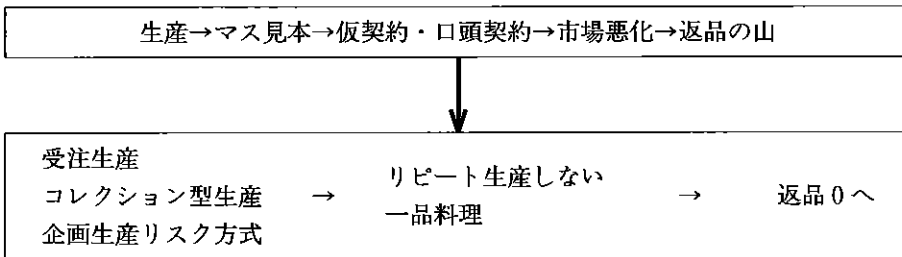 生産→マス見本→仮契約・口頭契約→市場悪化→返品の山
受注生産
コレクション型生産
企画生産リスク方式
→
リピート生産しない
一品料理
→
返品0へ